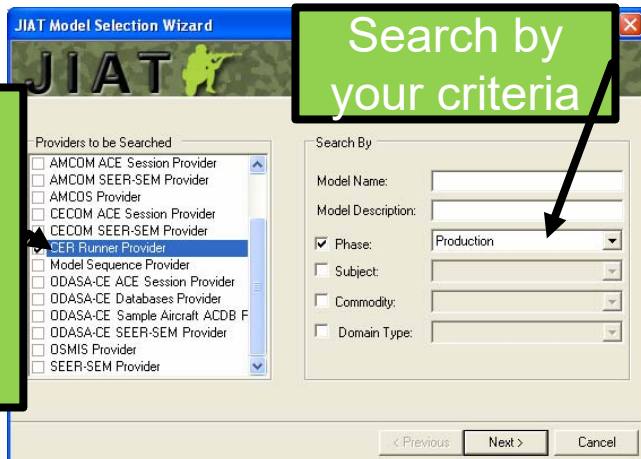 JIAT Model Selection Wizard
Search by
your criteria
JIAT
Providers to be Searched
AMCOM ACE Session Provider
AMCOM SEER-SEM Provider
AMCOS Provider
CECOM ACE Session Provider
CECOM SEER-SEM Provider
CER Runner Provider
Model Sequence Provider
ODASA-CE ACE Session Provider
ODASA-CE Databases Provider
ODASA-CE Sample Aircraft ACDB F
ODASA-CE SEER-SEM Provider
OSMIS Provider
SEER-SEM Provider
Search By
Model Name:
Model Description:
Phase: Production
Subject:
Commodity:
Domain Type:
< Previous Next > Cancel